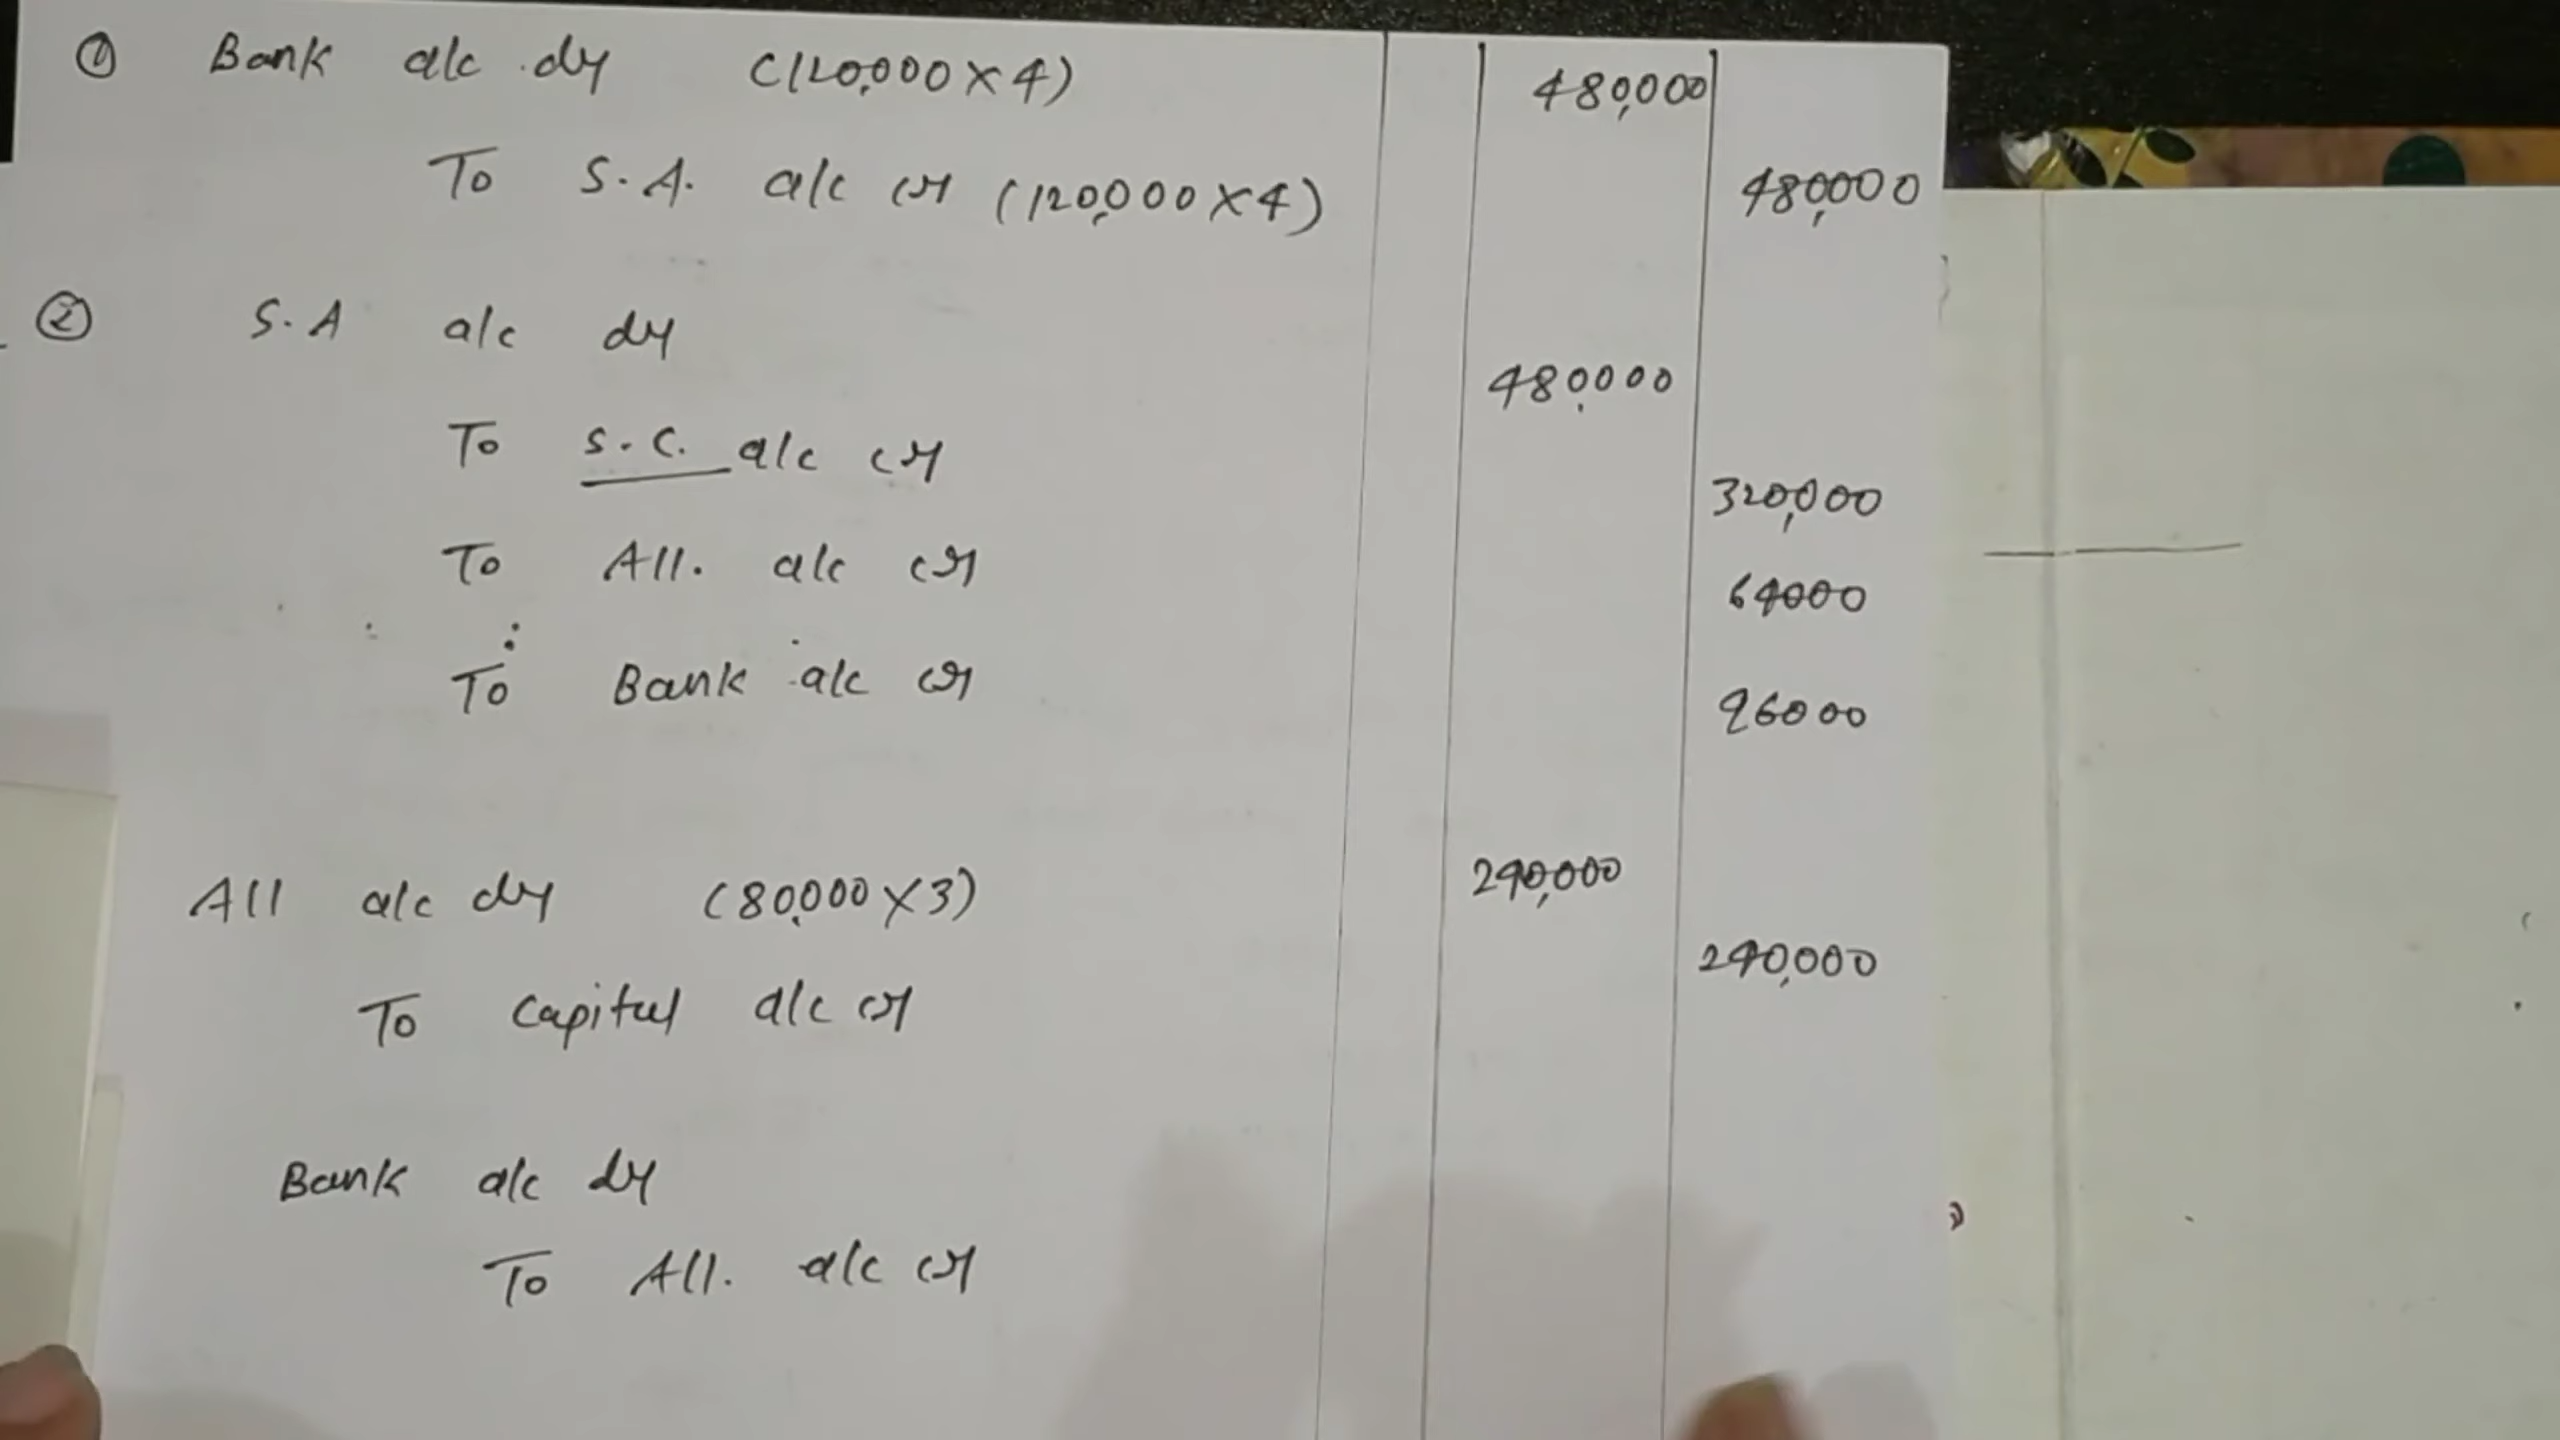 ① Bank a/c dr (120,000 × 4) 480,000
To S.A. a/c cr (120,000 × 4) 480,000
② S.A a/c dr 480,000
To S.C. a/c cr 320,000
To All. a/c cr 64000
To Bank a/c cr 96000
All a/c dr (80,000 × 3) 240,000
To Capital a/c cr 240,000
Bank a/c dr
To All. a/c cr